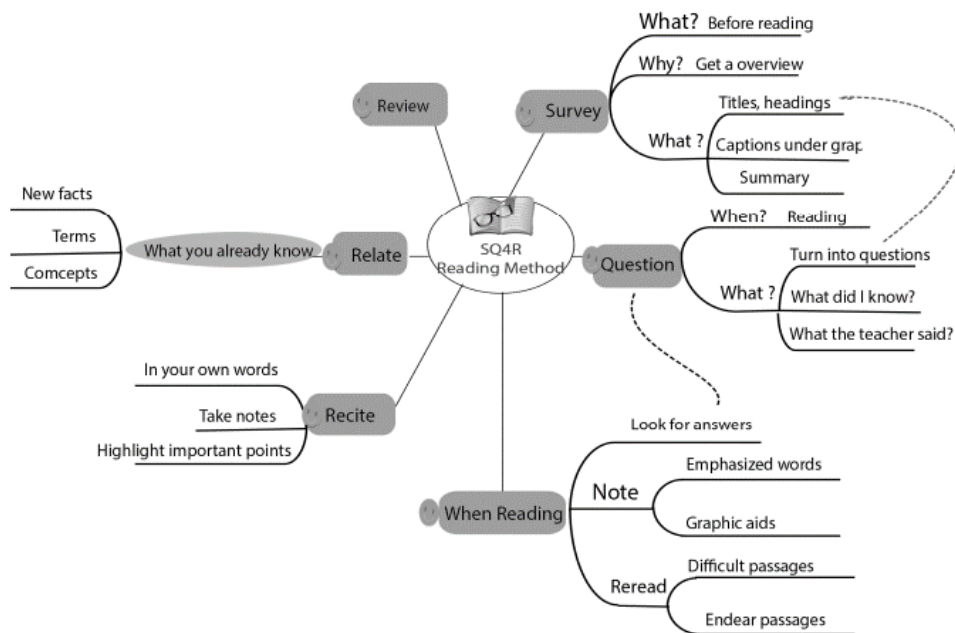 What? Before reading
Why? Get a overview
Survey
Titles, headings
What ?
Captions under grap
Summary
Review
SQ4R
Reading Method
New facts
Terms
Comcepts
What you already know
Relate
When? Reading
Question
Turn into questions
What ?
What did I know?
What the teacher said?
In your own words
Take notes
Highlight important points
Recite
When Reading
Look for answers
Note
Emphasized words
Graphic aids
Reread
Difficult passages
Endear passages